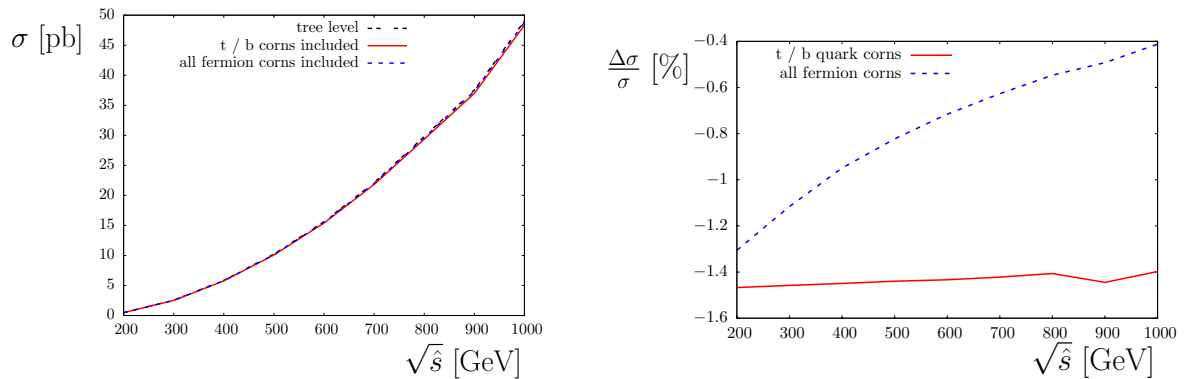 σ [pb]
tree level
t / b corns included
all fermion corns included
50
45
40
35
30
25
20
15
10
5
0
200 300 400 500 600 700 800 900 1000
√ŝ [GeV]
Δσ/σ [%]
t / b quark corns
all fermion corns
−0.4
−0.6
−0.8
−1
−1.2
−1.4
−1.6
200 300 400 500 600 700 800 900 1000
√ŝ [GeV]